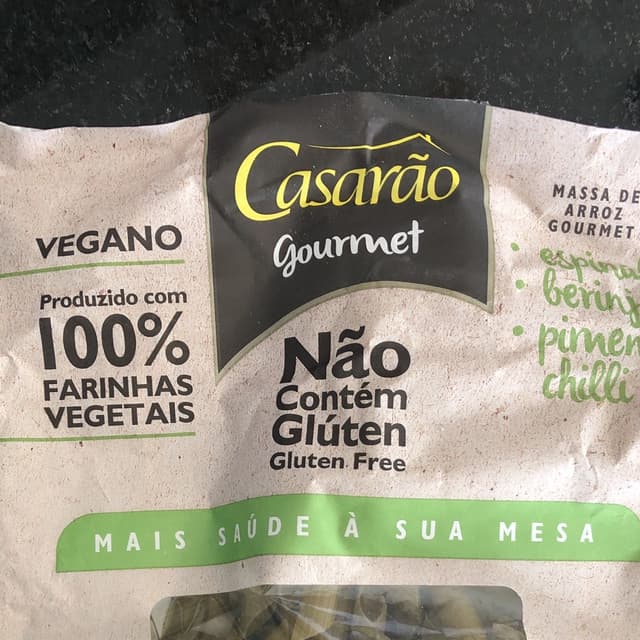 Casarão
gourmet
VEGANO
Produzido com
100%
FARINHAS
VEGETAIS
Não
Contém
Glúten
Gluten Free
MASSA DE
ARROZ
GOURMET
chilli
MAIS SAÚDE À SUA MESA